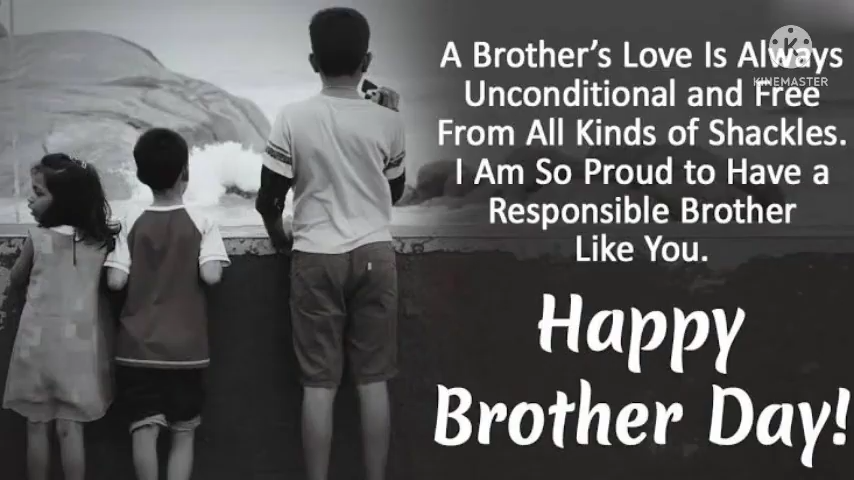 A Brother’s Love Is Always
Unconditional and Free
From All Kinds of Shackles.
I Am So Proud to Have a
Responsible Brother
Like You.
Happy
Brother Day!
K
KINEMASTER